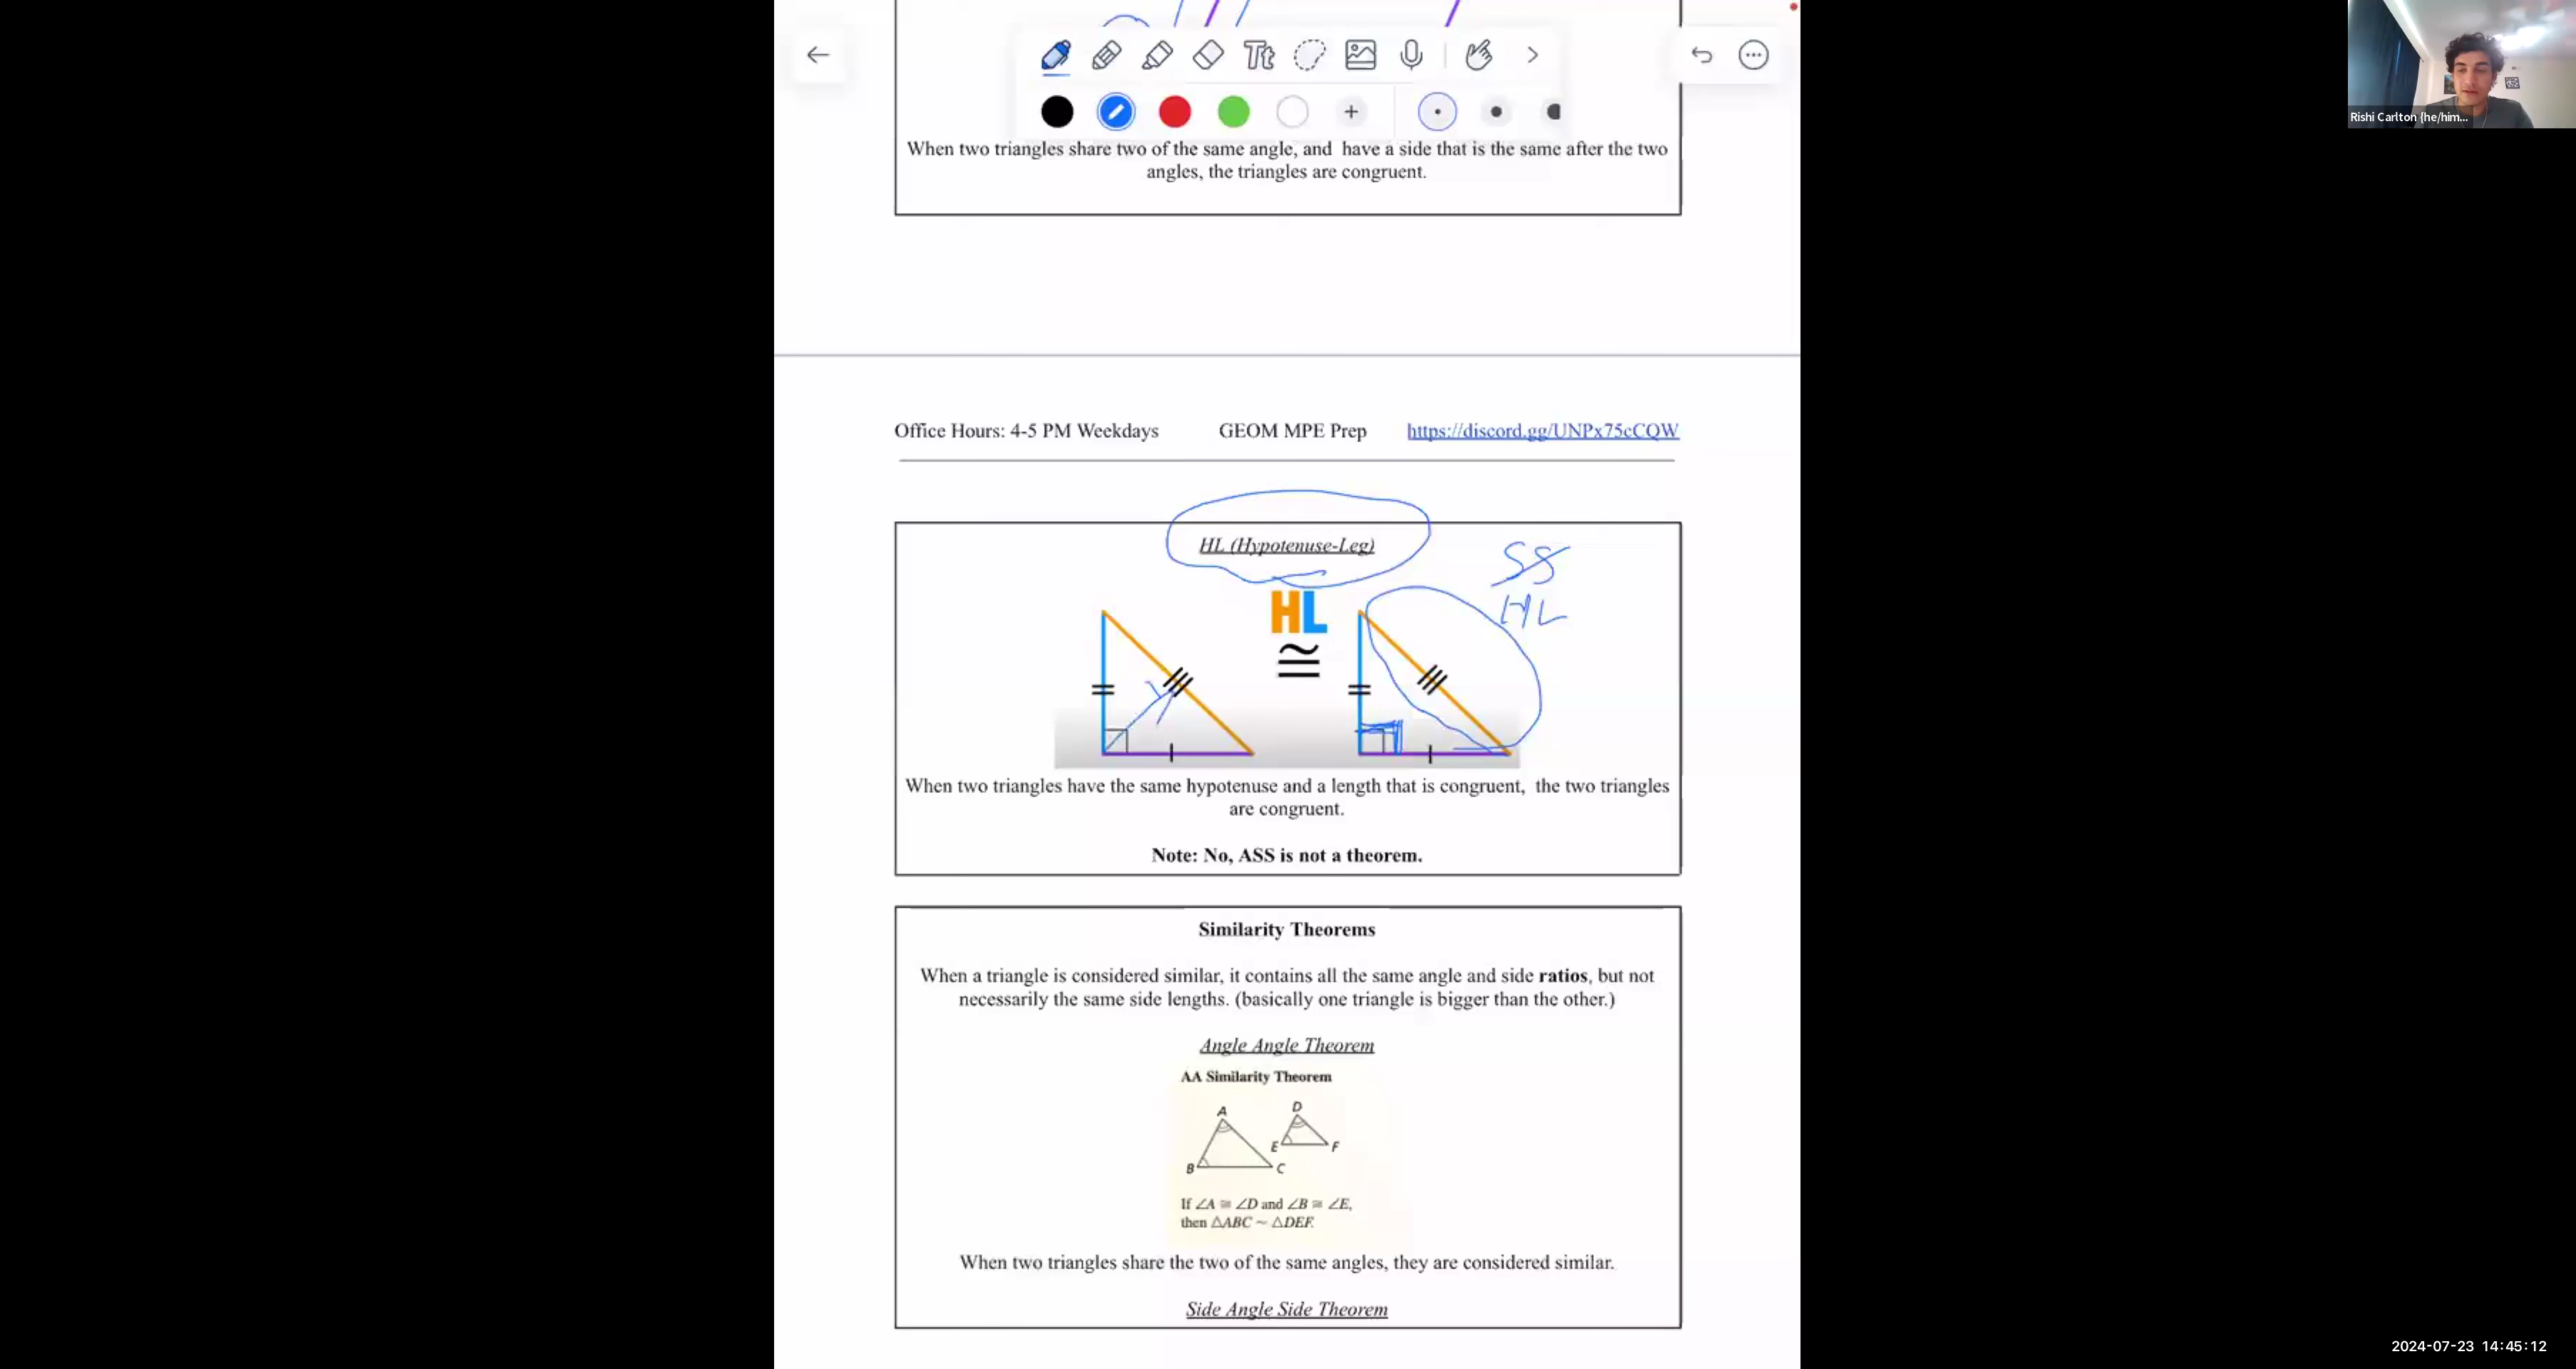 Tt
When two triangles share two of the same angle, and have a side that is the same after the two
angles, the triangles are congruent.
Rishi Carlton (he/him...
Office Hours: 4-5 PM Weekdays GEOM MPE Prep https://discord.gg/UNPx75cCQW
HL (Hypotenuse-Leg)
SS
HL
HL
≅
When two triangles have the same hypotenuse and a length that is congruent, the two triangles
are congruent.
Note: No, ASS is not a theorem.
Similarity Theorems
When a triangle is considered similar, it contains all the same angle and side ratios, but not
necessarily the same side lengths. (basically one triangle is bigger than the other.)
Angle Angle Theorem
AA Similarity Theorem
A D
E F
B C
If ∠A ≅ ∠D and ∠B ≅ ∠E,
then △ABC ~ △DEF.
When two triangles share the two of the same angles, they are considered similar.
Side Angle Side Theorem
2024-07-23 14:45:12